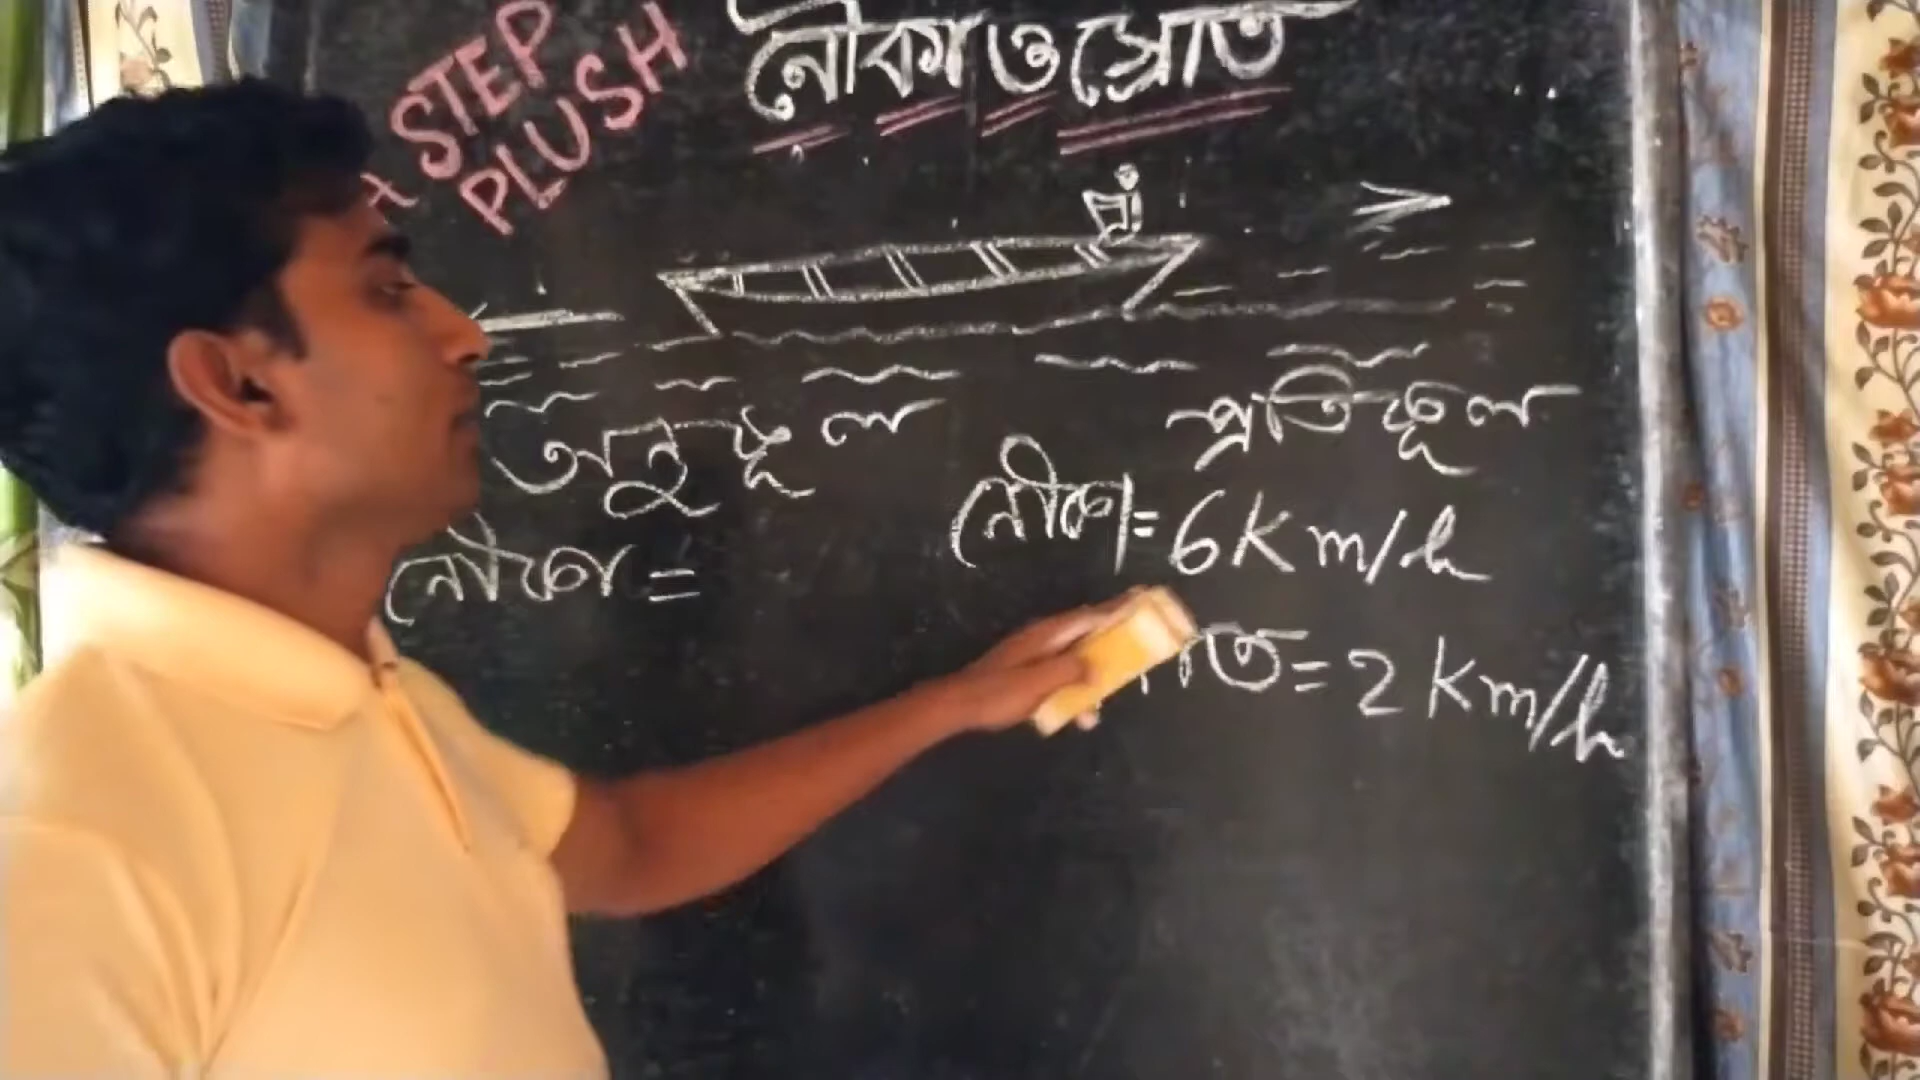 STEP
PLUSH
নৌকা ও স্রোত
অনুকূল
প্রতিকূল
নৌকা =
নৌকা = 6 Km/h
োত = 2 Km/h